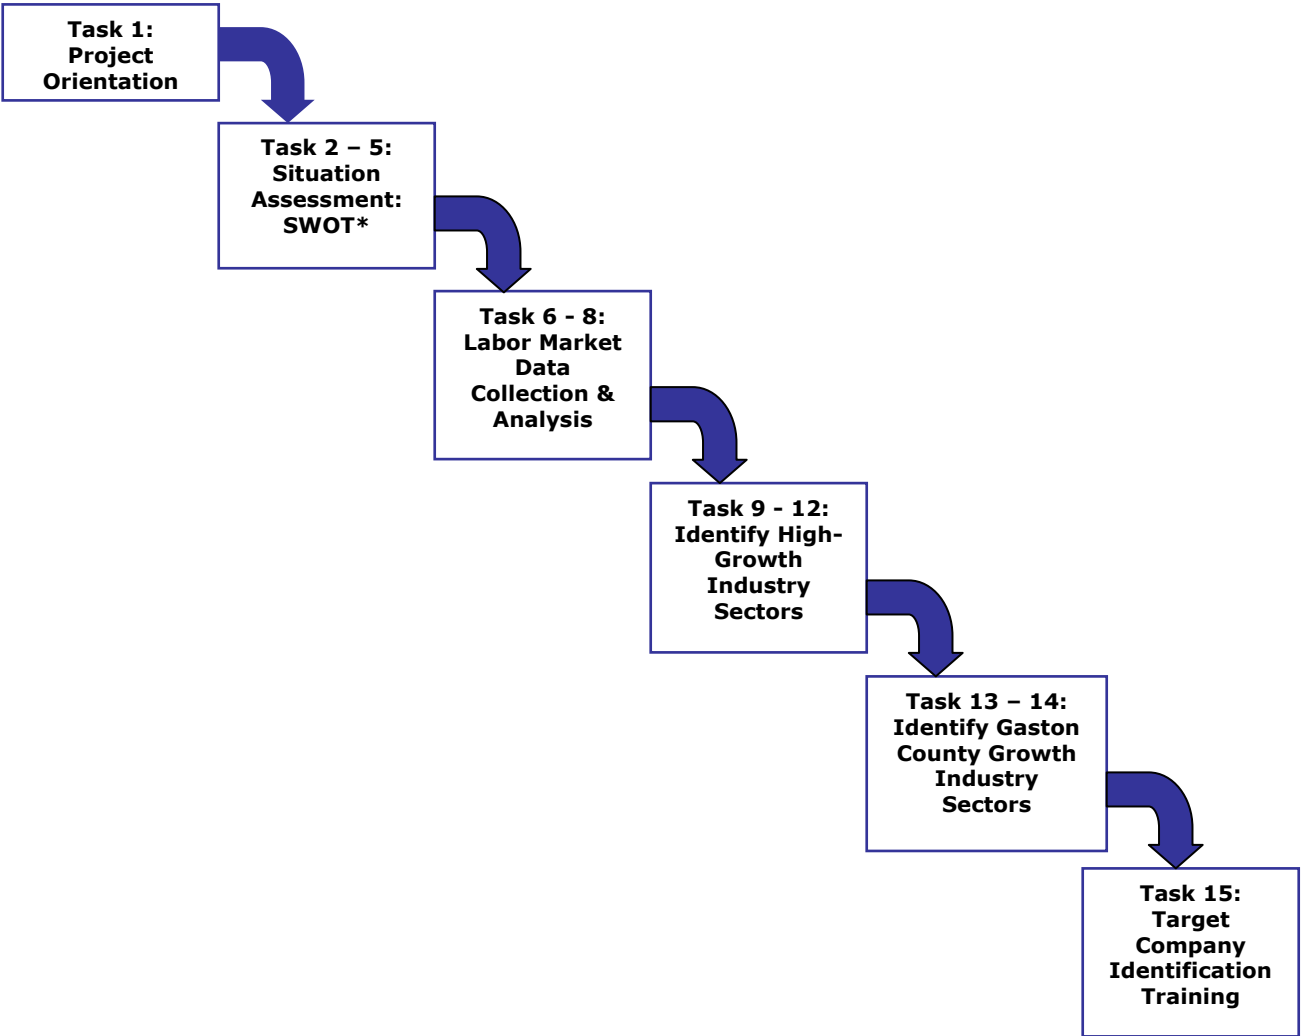 Task 1:
Project
Orientation
Task 2 – 5:
Situation
Assessment:
SWOT*
Task 6 - 8:
Labor Market
Data
Collection &
Analysis
Task 9 - 12:
Identify High-
Growth
Industry
Sectors
Task 13 – 14:
Identify Gaston
County Growth
Industry
Sectors
Task 15:
Target
Company
Identification
Training